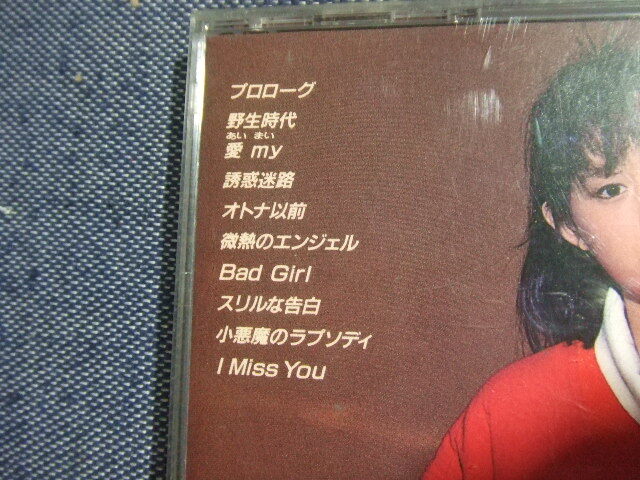 プロローグ
野生時代
あい まい
愛 my
誘惑迷路
オトナ以前
微熱のエンジェル
Bad Girl
スリルな告白
小悪魔のラプソディ
I Miss You